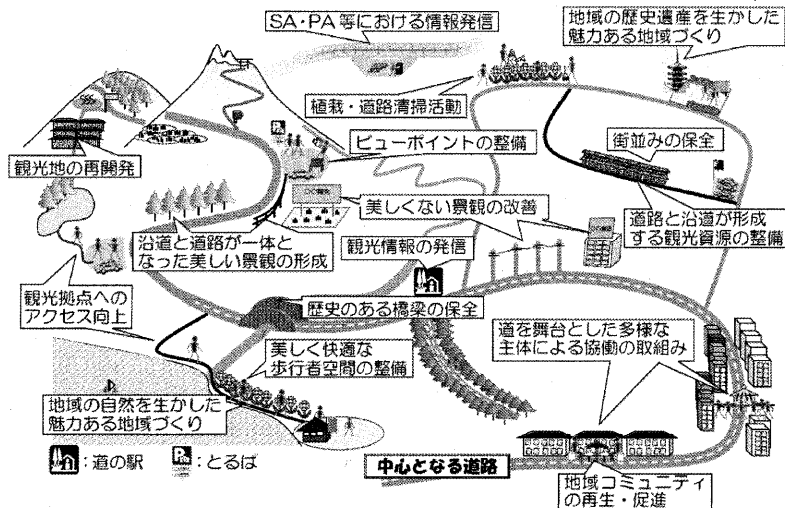 SA・PA等における情報発信
地域の歴史遺産を生かした
魅力ある地域づくり
植栽・道路清掃活動
ビューポイントの整備
街並みの保全
観光地の再開発
美しくない景観の改善
道路と沿道が形成
する観光資源の整備
沿道と道路が一体と
なった美しい景観の形成
観光情報の発信
観光拠点への
アクセス向上
歴史のある橋梁の保全
道を舞台とした多様な
主体による協働の取組み
美しく快適な
歩行者空間の整備
地域の自然を生かした
魅力ある地域づくり
:道の駅
:とるぱ
中心となる道路
地域コミュニティ
の再生・促進